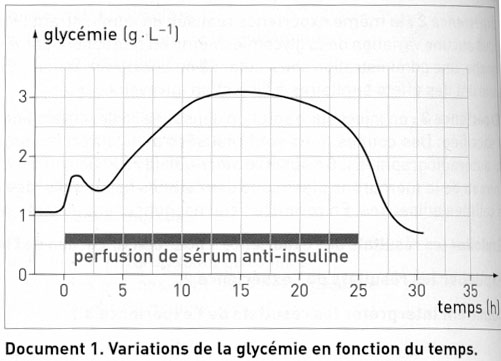 glycémie (g · L⁻¹)
3
2
1
0
perfusion de sérum anti-insuline
0 5 10 15 20 25 30 35
temps (h)
Document 1. Variations de la glycémie en fonction du temps.